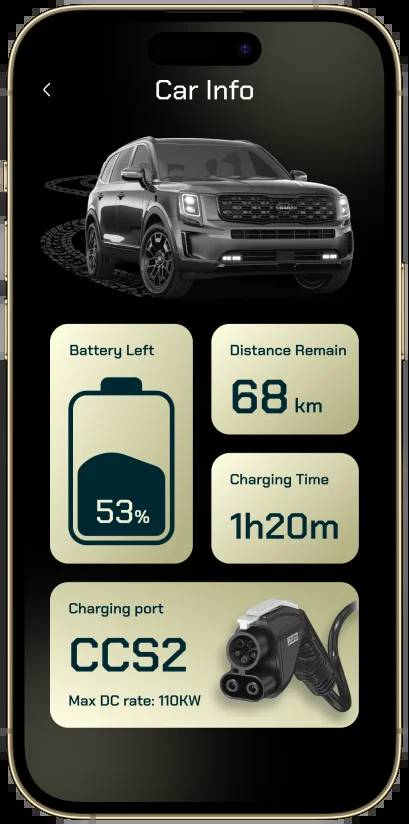 Car Info
Battery Left
53%
Distance Remain
68 km
Charging Time
1h20m
Charging port
CCS2
Max DC rate: 110KW